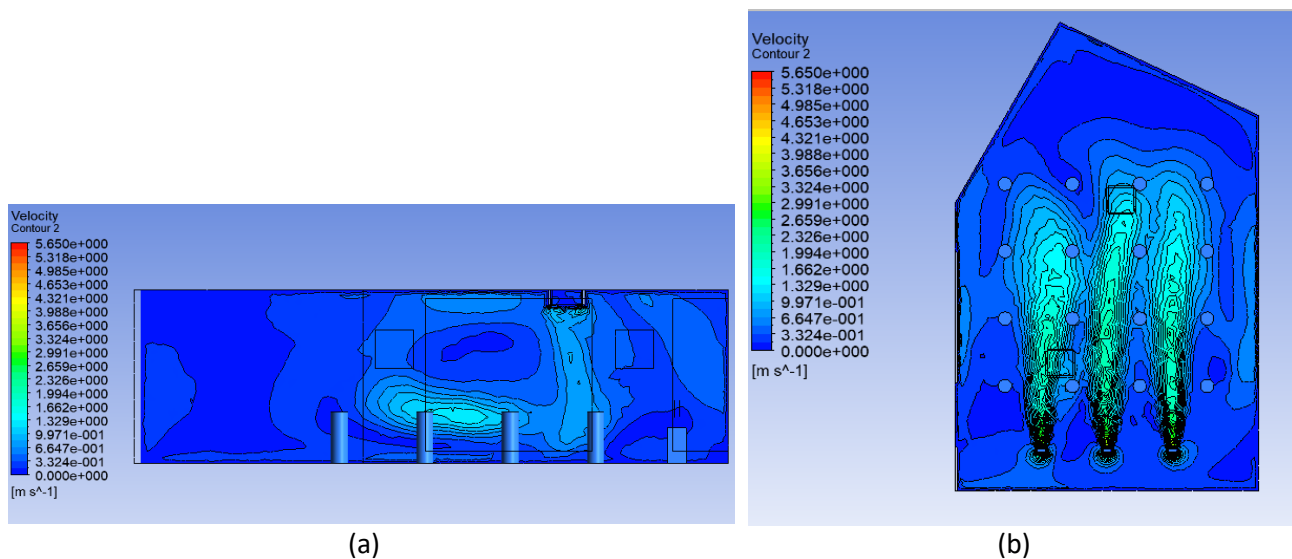 Velocity
Contour 2
5.650e+000
5.318e+000
4.985e+000
4.653e+000
4.321e+000
3.988e+000
3.656e+000
3.324e+000
2.991e+000
2.659e+000
2.326e+000
1.994e+000
1.662e+000
1.329e+000
9.971e-001
6.647e-001
3.324e-001
0.000e+000
[m s^-1]
(a)
Velocity
Contour 2
5.650e+000
5.318e+000
4.985e+000
4.653e+000
4.321e+000
3.988e+000
3.656e+000
3.324e+000
2.991e+000
2.659e+000
2.326e+000
1.994e+000
1.662e+000
1.329e+000
9.971e-001
6.647e-001
3.324e-001
0.000e+000
[m s^-1]
(b)